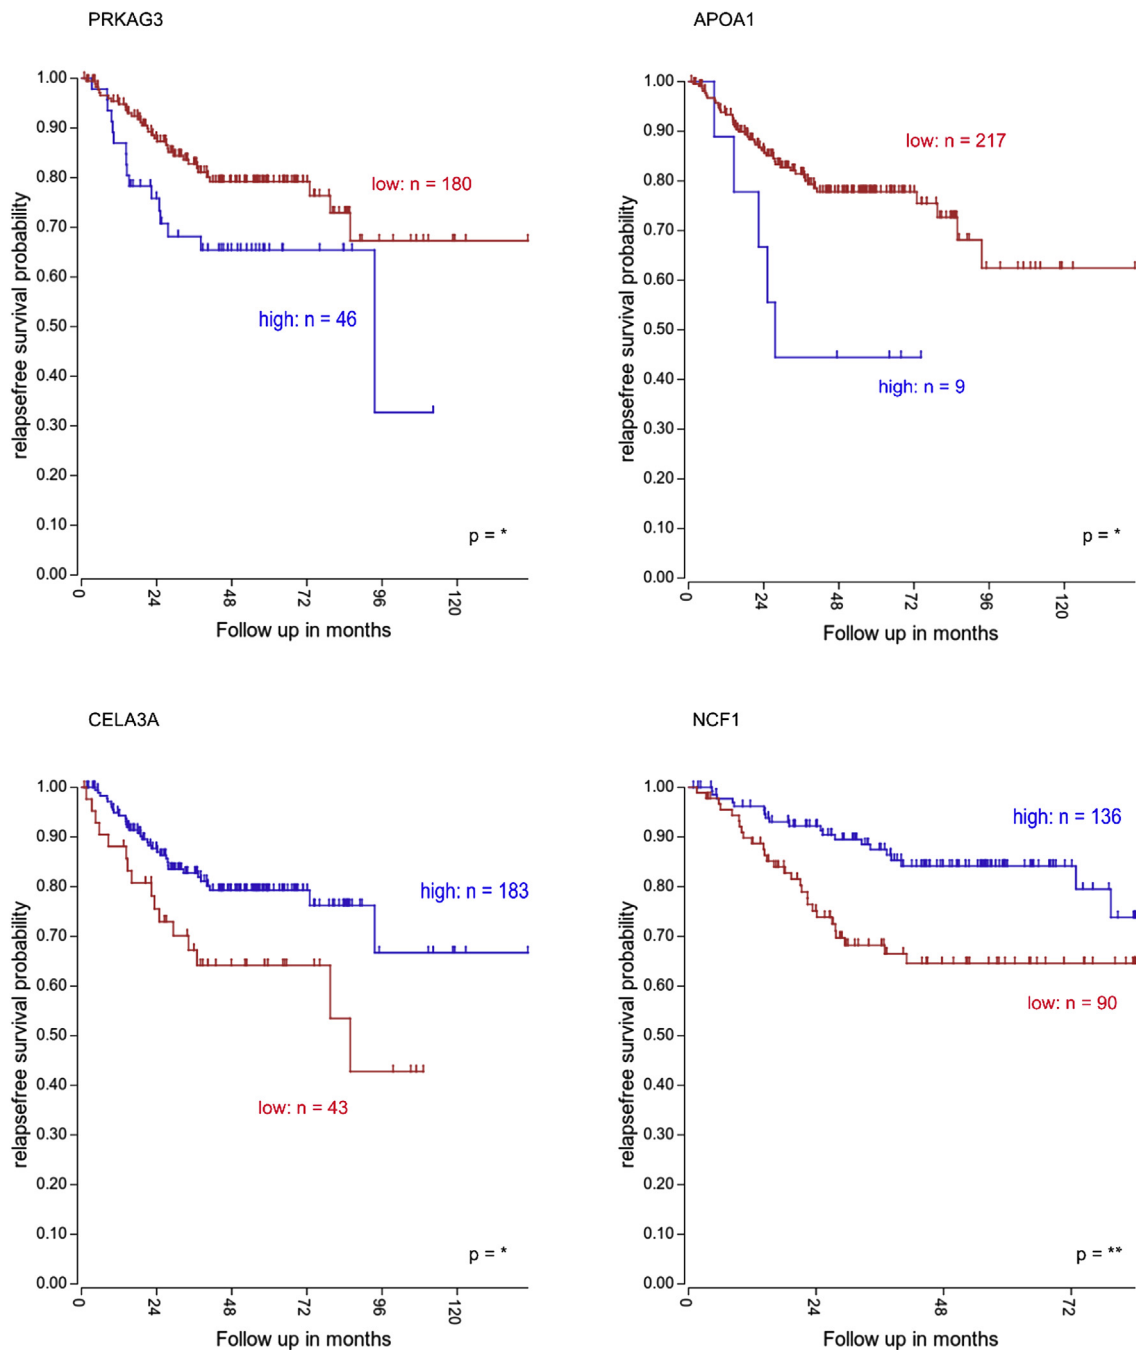 PRKAG3
1.00
0.90
0.80
0.70
0.60
0.50
0.40
0.30
0.20
0.10
0.00
relapsefree survival probability
low: n = 180
high: n = 46
p = *
0 24 48 72 96 120
Follow up in months
APOA1
1.00
0.90
0.80
0.70
0.60
0.50
0.40
0.30
0.20
0.10
0.00
relapsefree survival probability
low: n = 217
high: n = 9
p = *
0 24 48 72 96 120
Follow up in months
CELA3A
1.00
0.90
0.80
0.70
0.60
0.50
0.40
0.30
0.20
0.10
0.00
relapsefree survival probability
high: n = 183
low: n = 43
p = *
0 24 48 72 96 120
Follow up in months
NCF1
1.00
0.90
0.80
0.70
0.60
0.50
0.40
0.30
0.20
0.10
0.00
relapsefree survival probability
high: n = 136
low: n = 90
p = **
0 24 48 72
Follow up in months